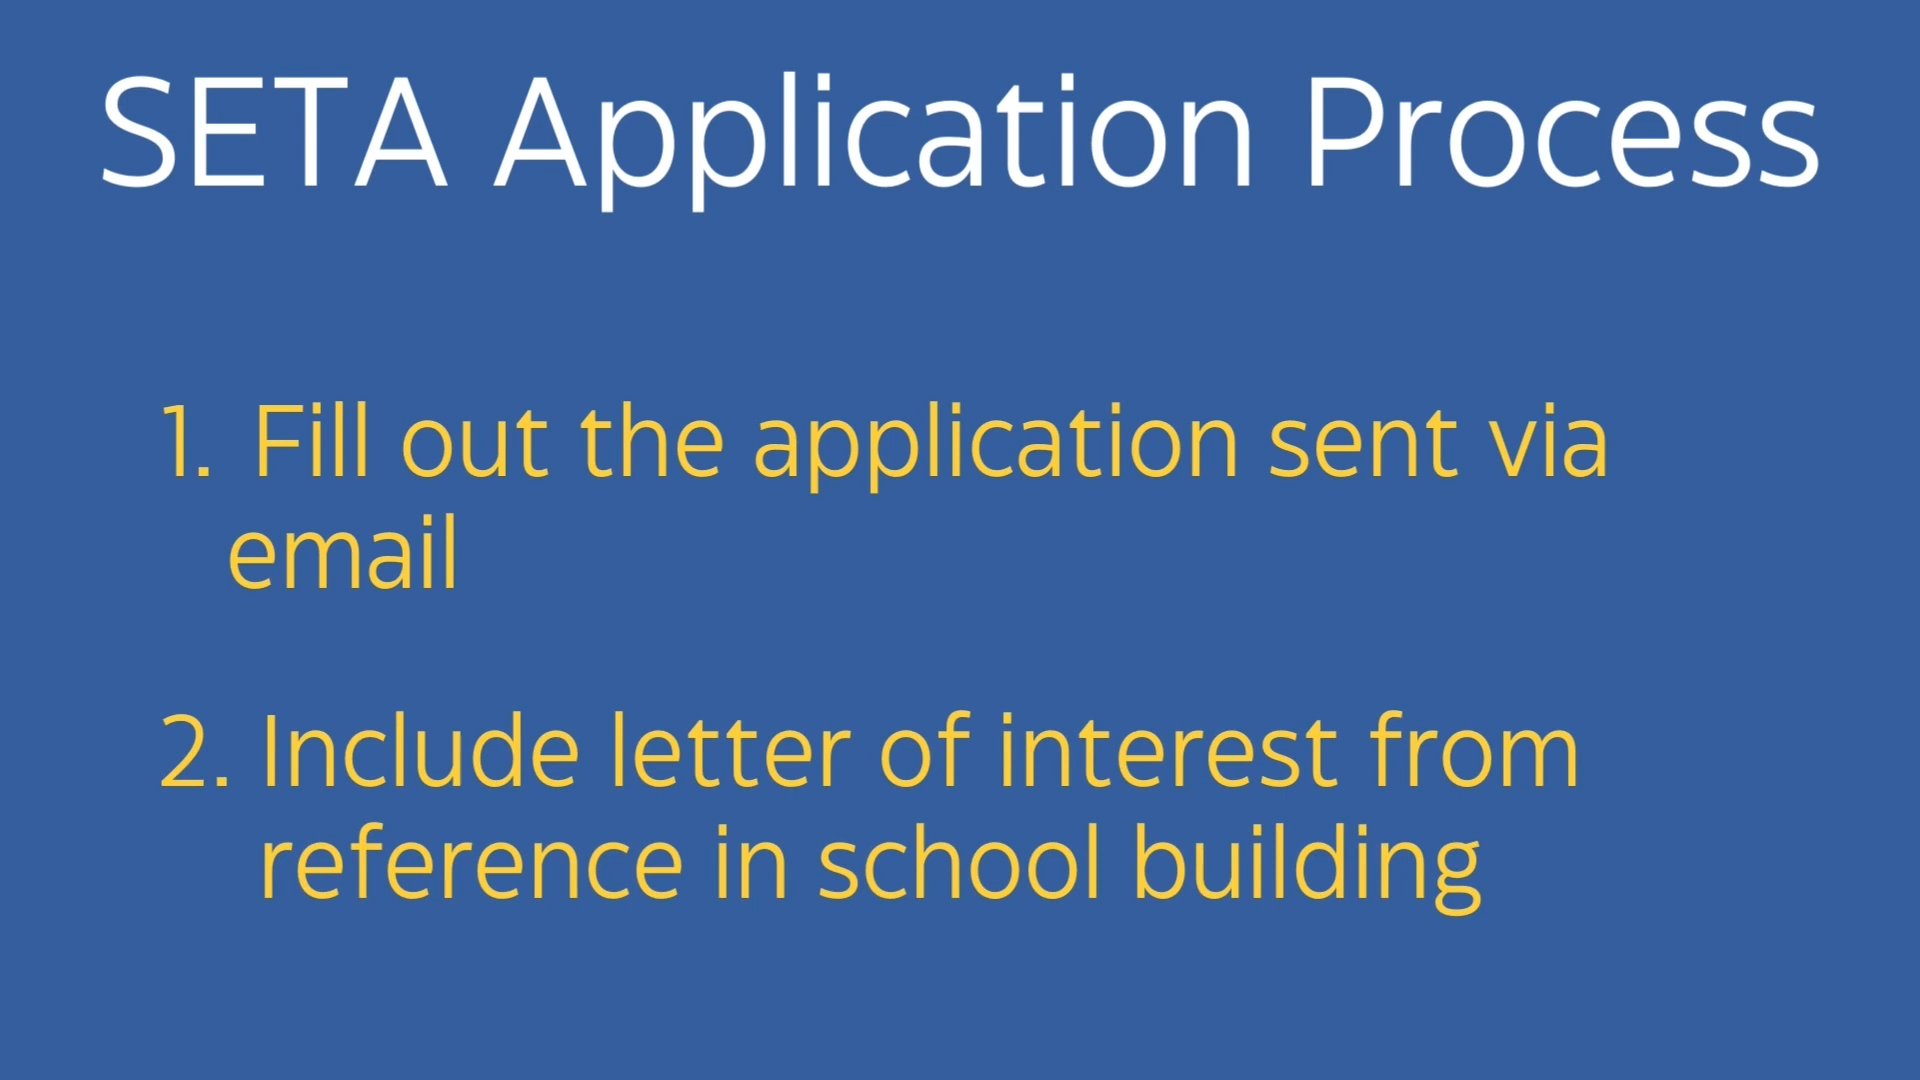 SETA Application Process
1. Fill out the application sent via
email
2. Include letter of interest from
reference in school building